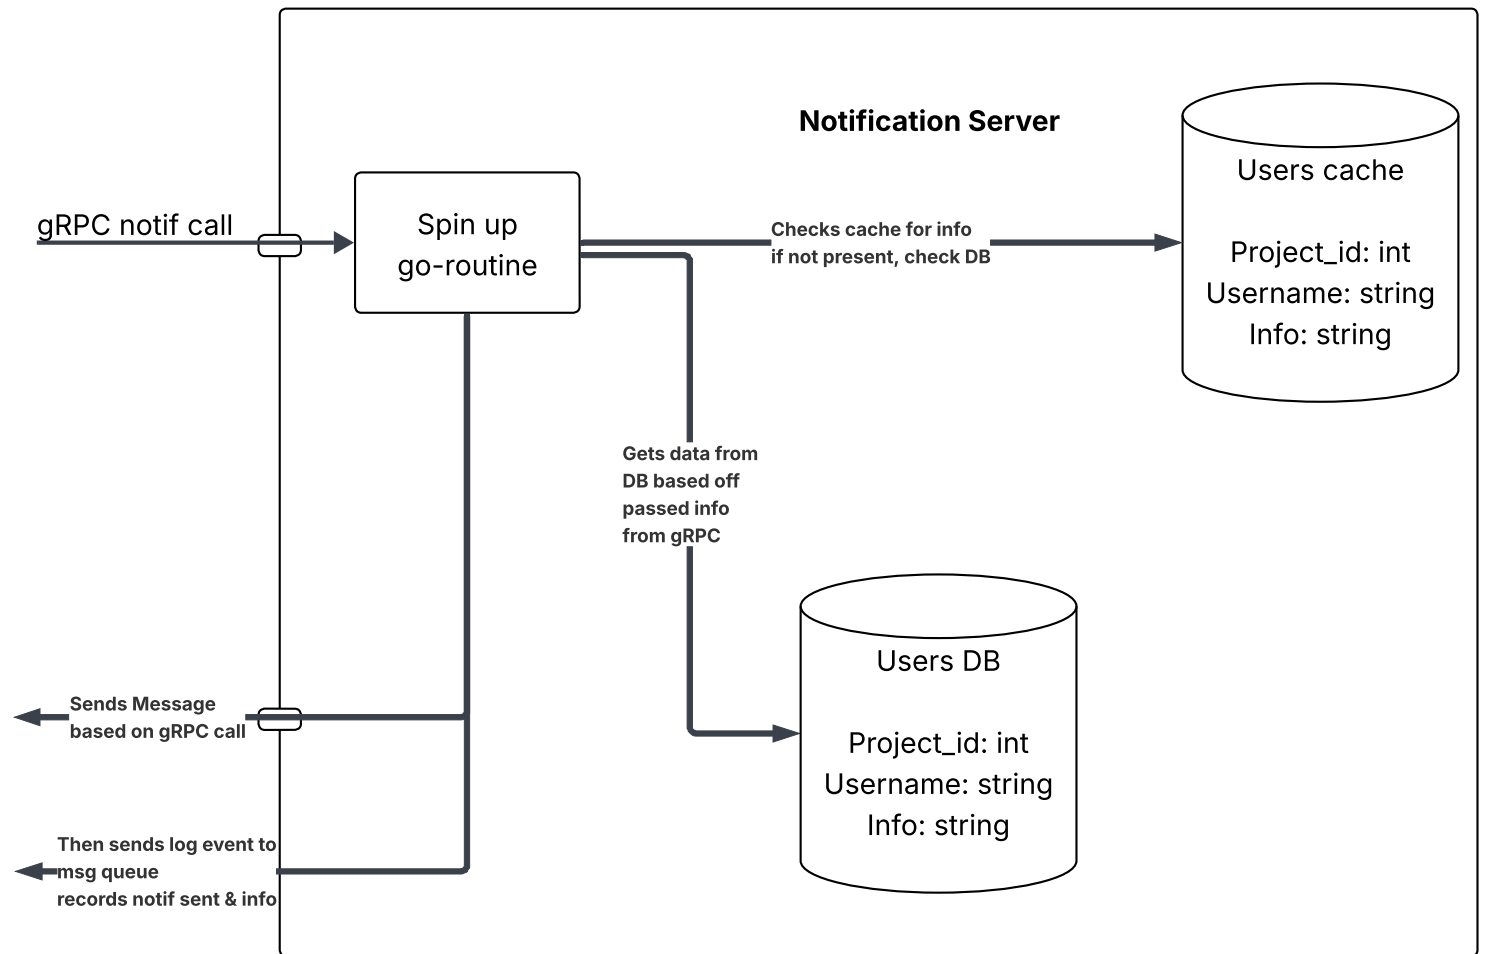 Notification Server
gRPC notif call
Spin up
go-routine
Checks cache for info
if not present, check DB
Users cache
Project_id: int
Username: string
Info: string
Gets data from
DB based off
passed info
from gRPC
Users DB
Project_id: int
Username: string
Info: string
Sends Message
based on gRPC call
Then sends log event to
msg queue
records notif sent & info